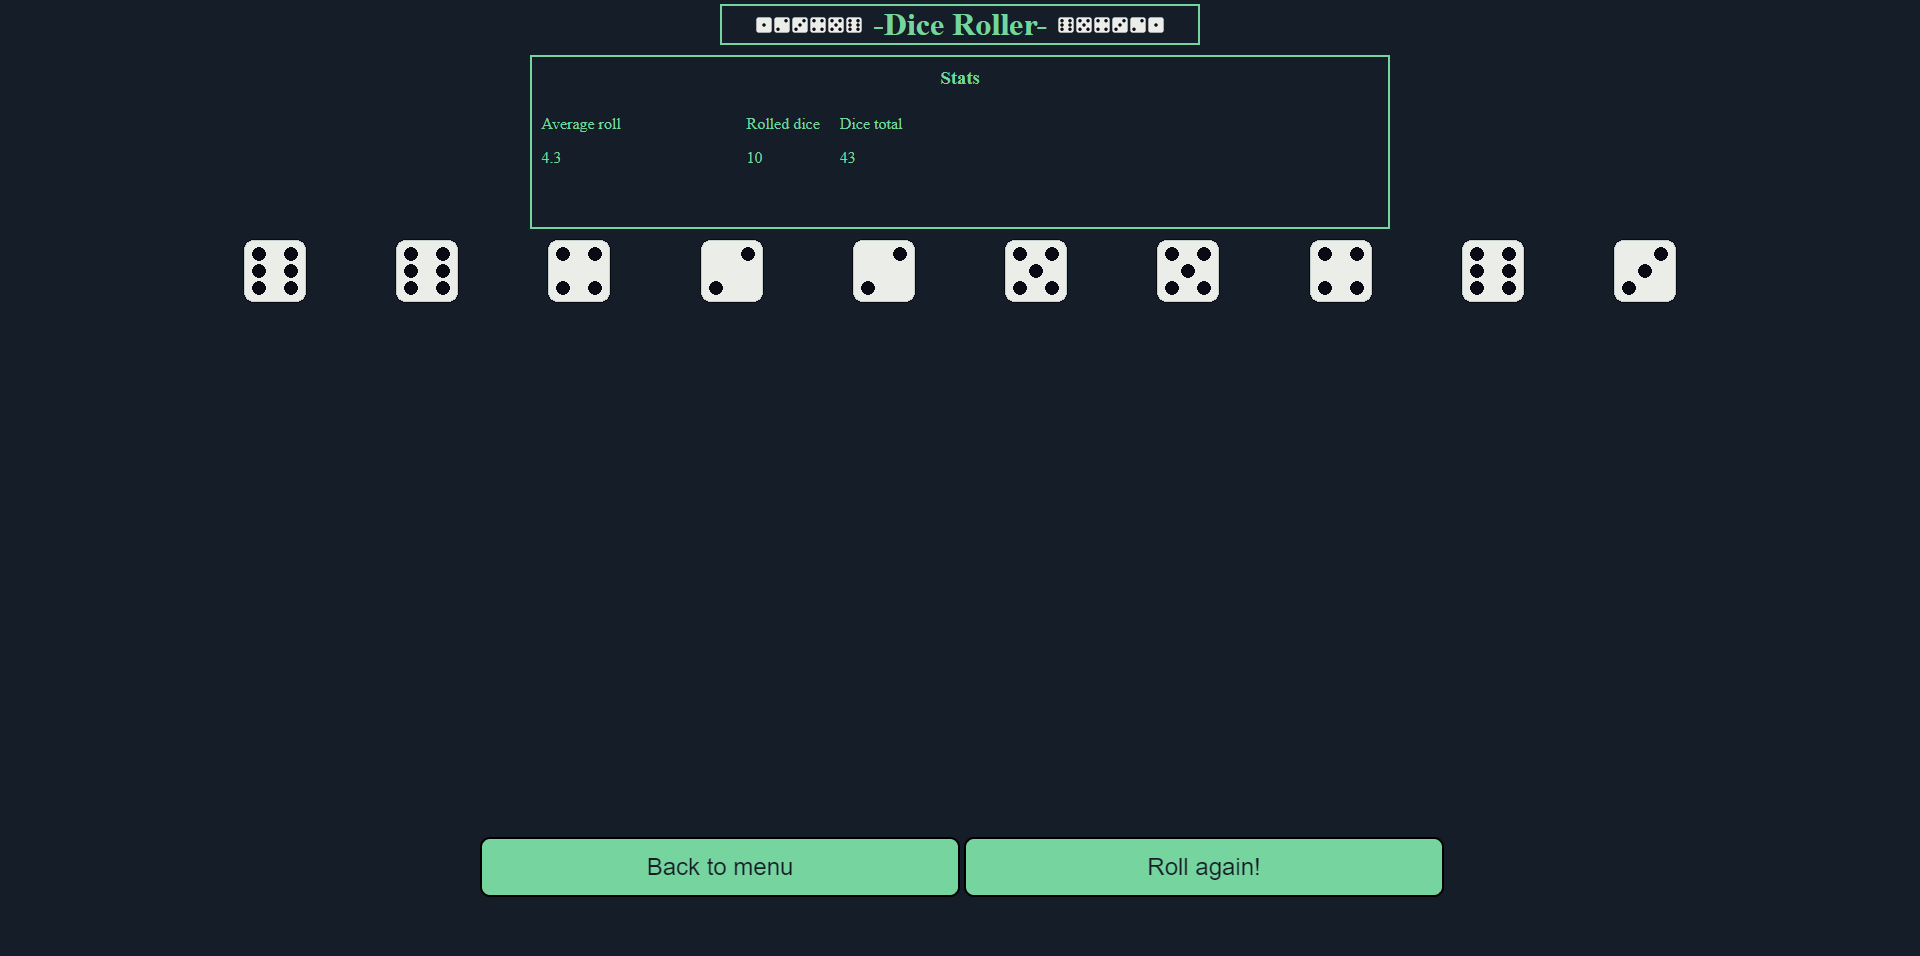 ⚀⚁⚂⚃⚄⚅ -Dice Roller- ⚅⚄⚃⚂⚁⚀
Stats
Average roll Rolled dice Dice total
4.3 10 43
Back to menu Roll again!